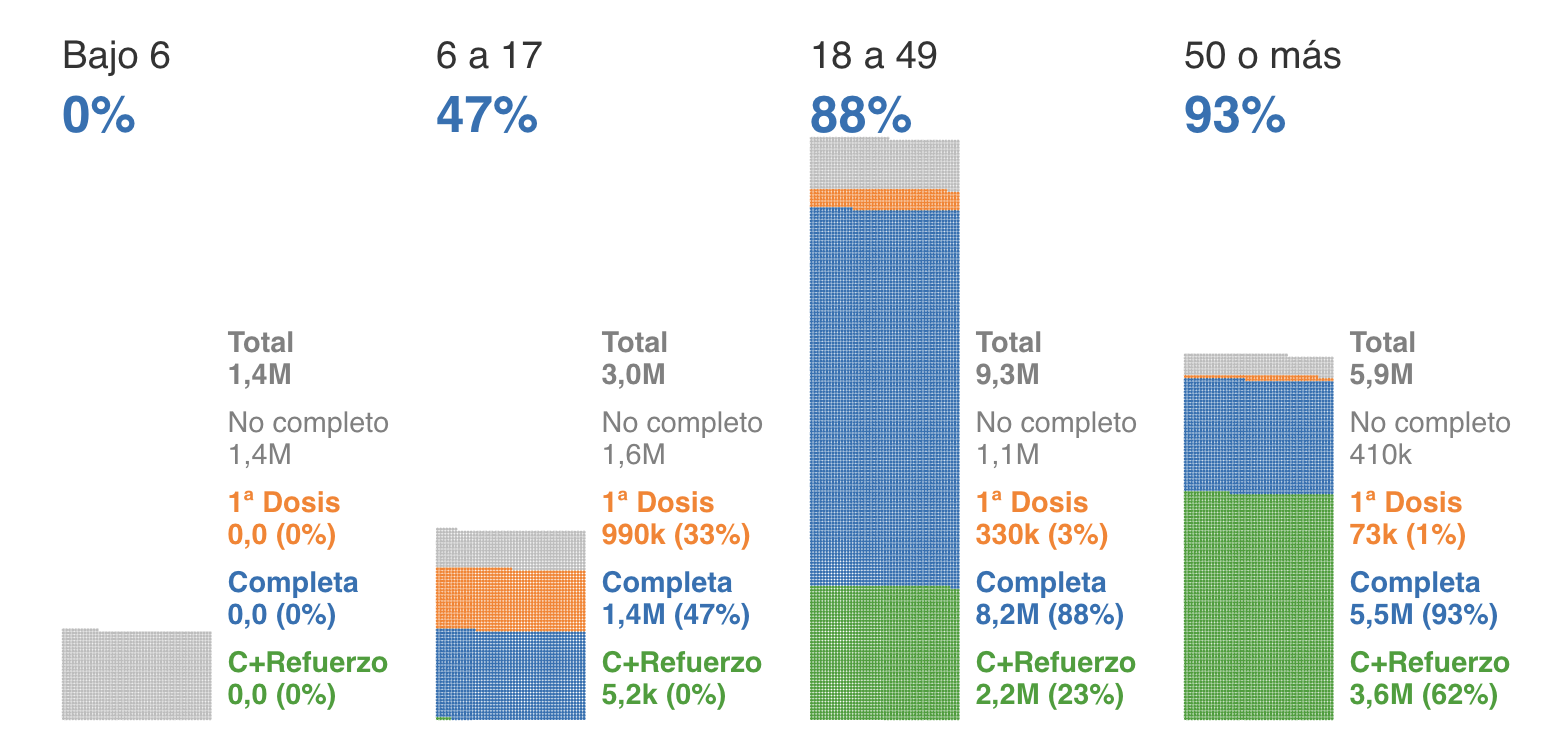 Bajo 6
0%
Total
1,4M
No completo
1,4M
1ª Dosis
0,0 (0%)
Completa
0,0 (0%)
C+Refuerzo
0,0 (0%)
6 a 17
47%
Total
3,0M
No completo
1,6M
1ª Dosis
990k (33%)
Completa
1,4M (47%)
C+Refuerzo
5,2k (0%)
18 a 49
88%
Total
9,3M
No completo
1,1M
1ª Dosis
330k (3%)
Completa
8,2M (88%)
C+Refuerzo
2,2M (23%)
50 o más
93%
Total
5,9M
No completo
410k
1ª Dosis
73k (1%)
Completa
5,5M (93%)
C+Refuerzo
3,6M (62%)